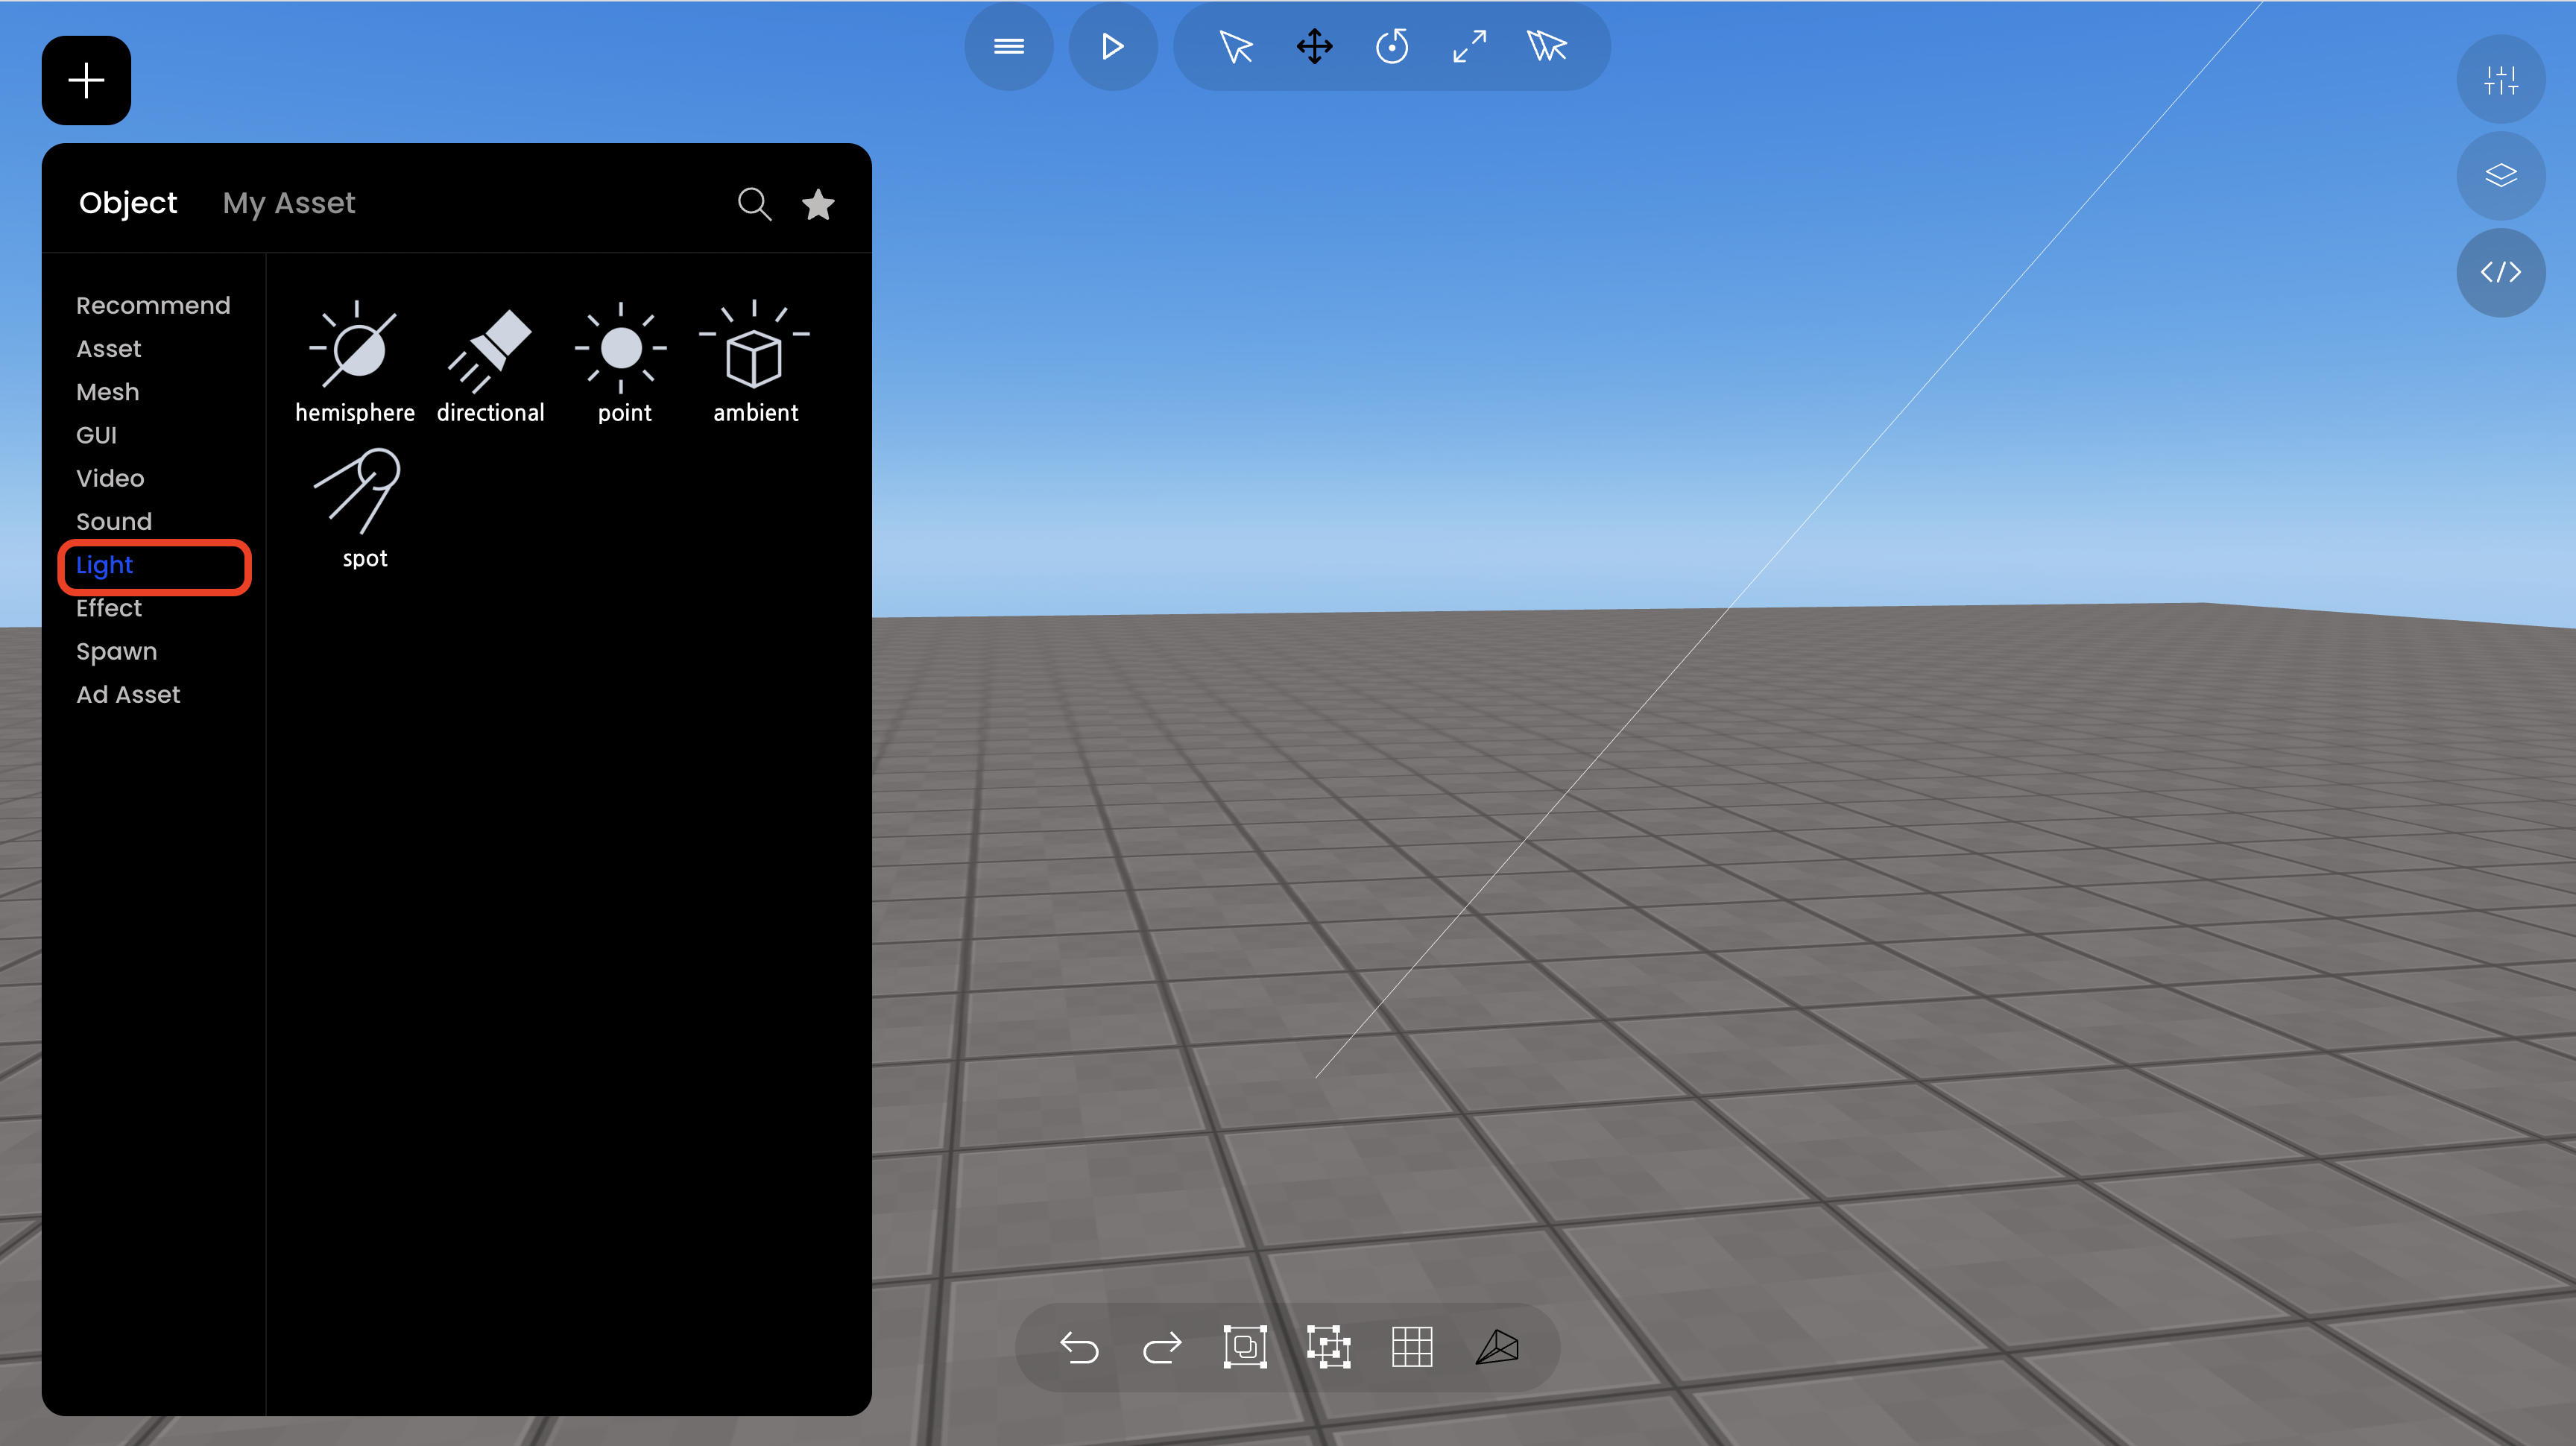 Object My Asset
Recommend
Asset
Mesh
GUI
Video
Sound
Light
Effect
Spawn
Ad Asset
hemisphere directional point ambient
spot